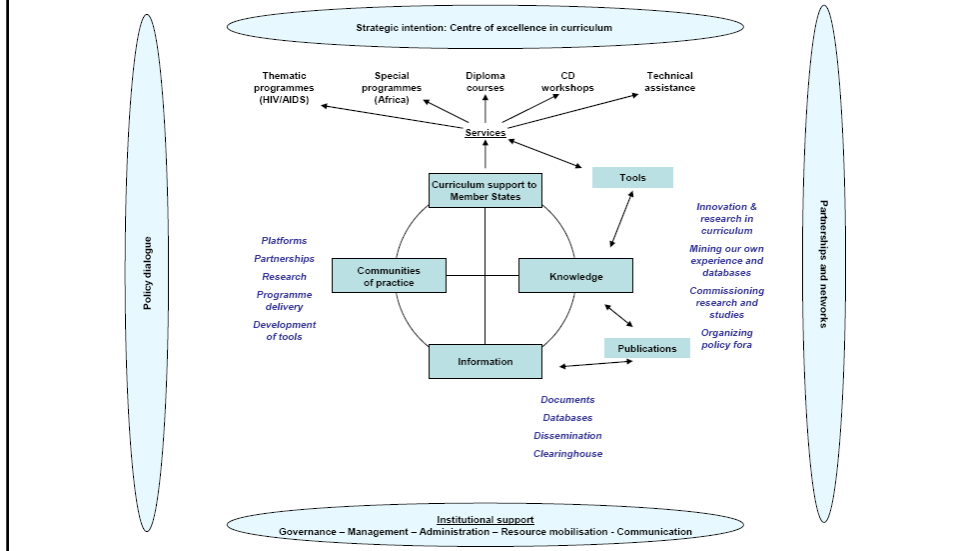 Strategic intention: Centre of excellence in curriculum
Thematic
programmes
(HIV/AIDS)
Special
programmes
(Africa)
Diploma
courses
CD
workshops
Technical
assistance
Services
Tools
Curriculum support to
Member States
Policy dialogue
Platforms
Partnerships
Research
Programme
delivery
Development
of tools
Communities
of practice
Knowledge
Innovation &
research in
curriculum
Mining our own
experience and
databases
Commissioning
research and
studies
Organizing
policy fora
Partnerships and networks
Publications
Information
Documents
Databases
Dissemination
Clearinghouse
Institutional support
Governance – Management – Administration – Resource mobilisation - Communication